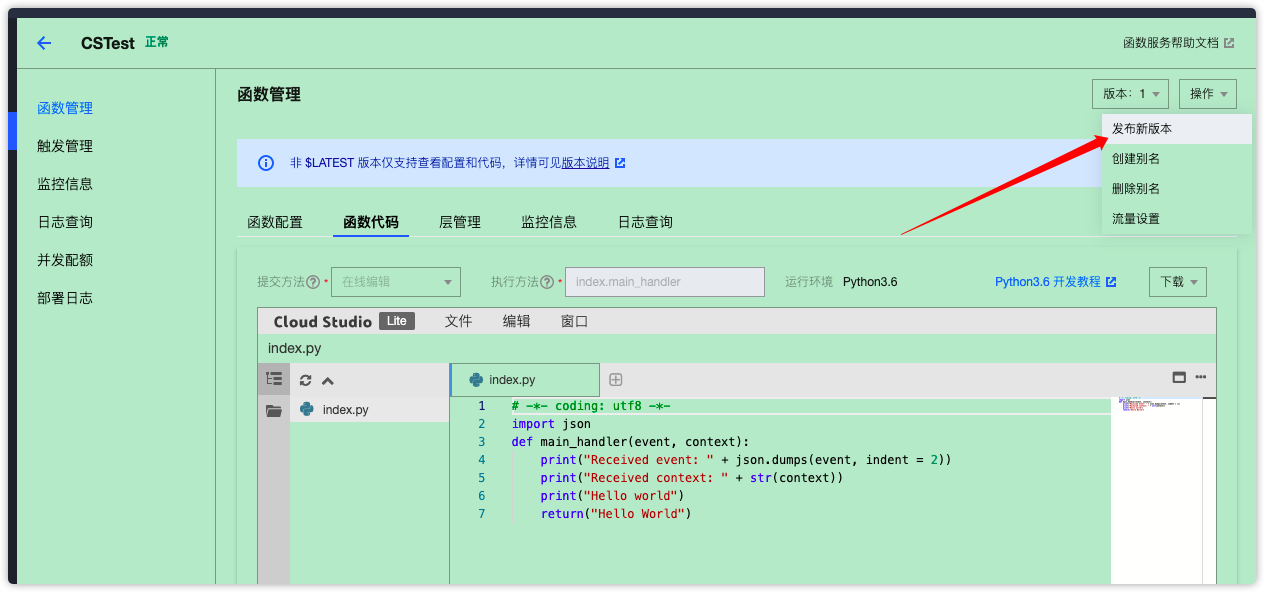 CSTest 正常
函数服务帮助文档
函数管理
触发管理
监控信息
日志查询
并发配额
部署日志
函数管理
版本：1
操作
发布新版本
创建别名
删除别名
流量设置
非 $LATEST 版本仅支持查看配置和代码，详情可见版本说明
函数配置 函数代码 层管理 监控信息 日志查询
提交方法 * 在线编辑 执行方法 * index.main_handler 运行环境 Python3.6 Python3.6 开发教程 下载
Cloud Studio Lite 文件 编辑 窗口
index.py
index.py
index.py
1 # -*- coding: utf8 -*-
2 import json
3 def main_handler(event, context):
4     print("Received event: " + json.dumps(event, indent = 2))
5     print("Received context: " + str(context))
6     print("Hello world")
7     return("Hello World")